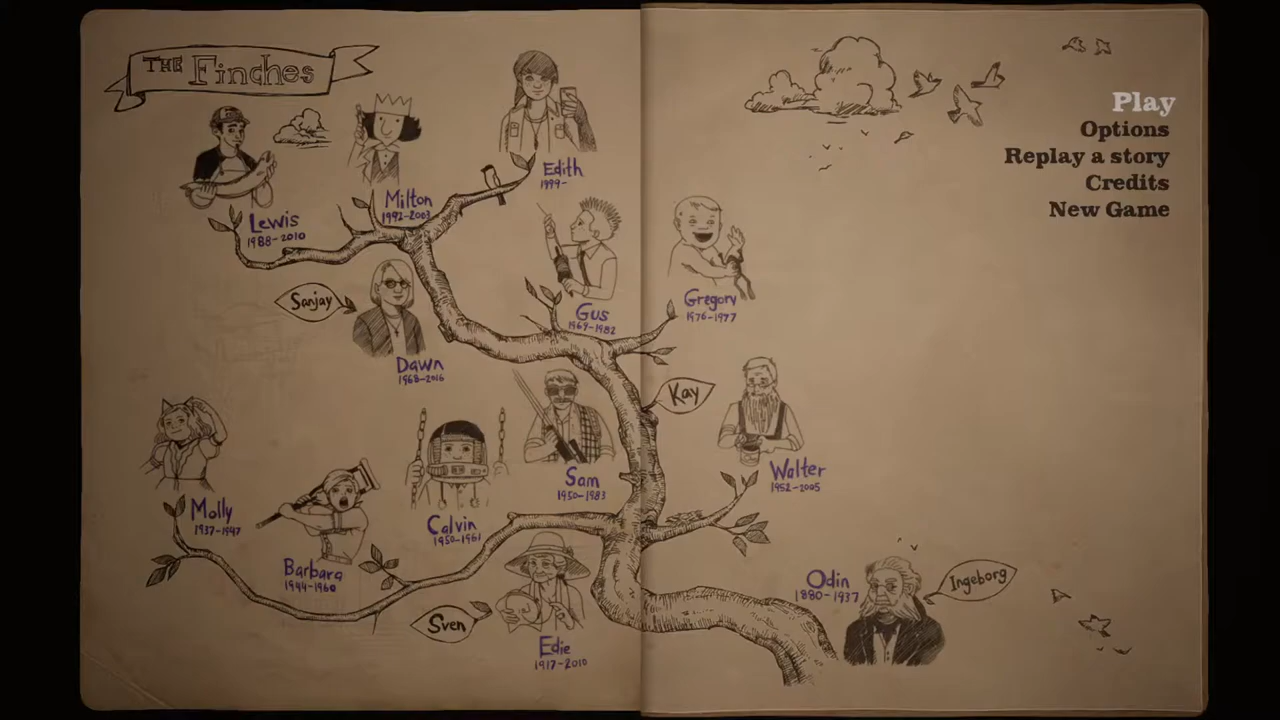 THE Finches
Edith
1999-
Milton
1992-2003
Lewis
1988-2010
Sanjay
Dawn
1968-2016
Gus
1969-1982
Gregory
1976-1977
Kay
Sam
1950-1983
Walter
1952-2005
Molly
1937-1947
Barbara
1944-1960
Calvin
1950-1961
Sven
Edie
1917-2010
Odin
1880-1937
Ingeborg
Play
Options
Replay a story
Credits
New Game